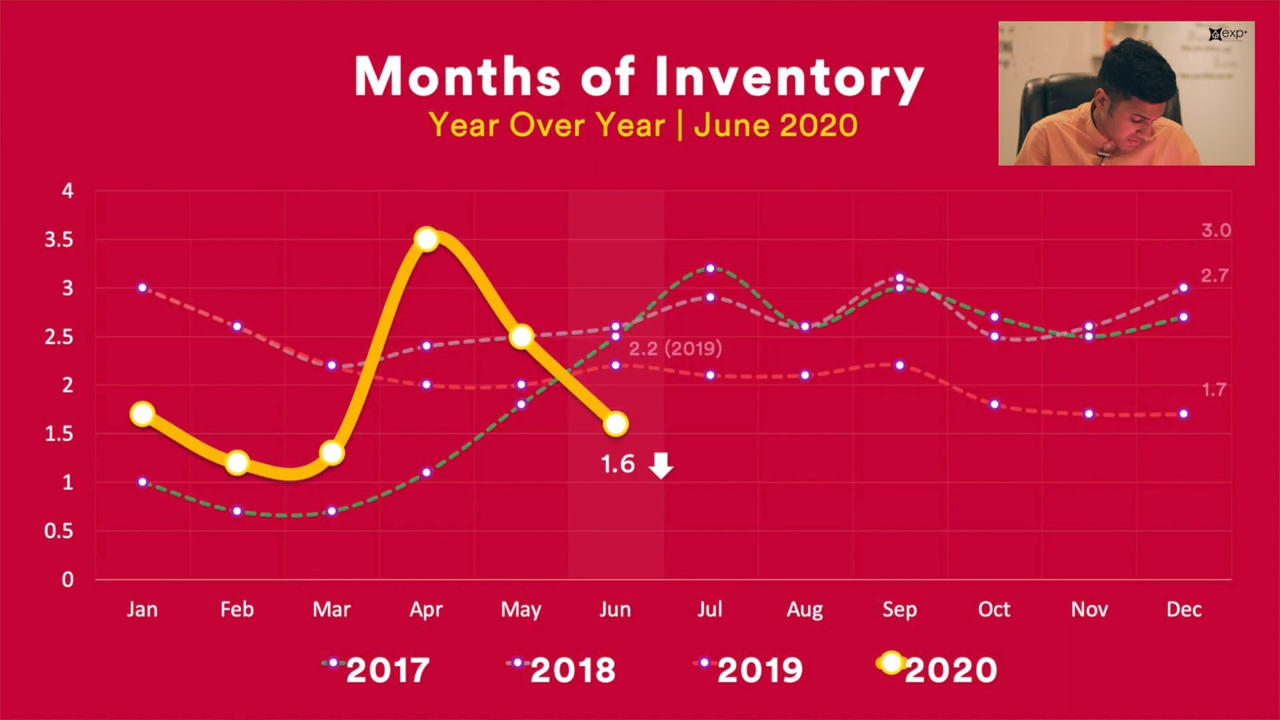 Months of Inventory
Year Over Year | June 2020
exp
4
3.5
3
2.5
2
1.5
1
0.5
0
3.0
2.7
2.2 (2019)
1.7
1.6
Jan Feb Mar Apr May Jun Jul Aug Sep Oct Nov Dec
2017 2018 2019 2020